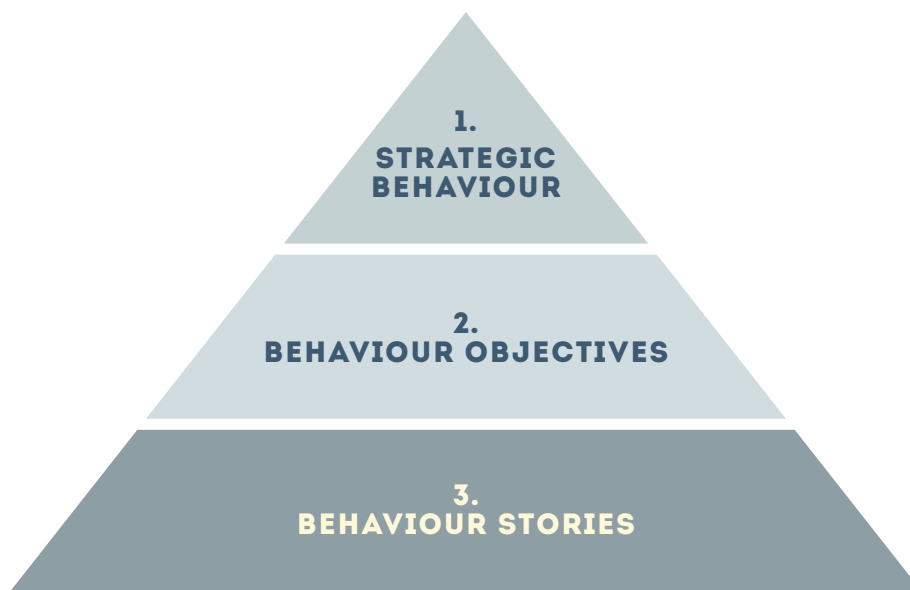 1.
STRATEGIC
BEHAVIOUR
2.
BEHAVIOUR OBJECTIVES
3.
BEHAVIOUR STORIES